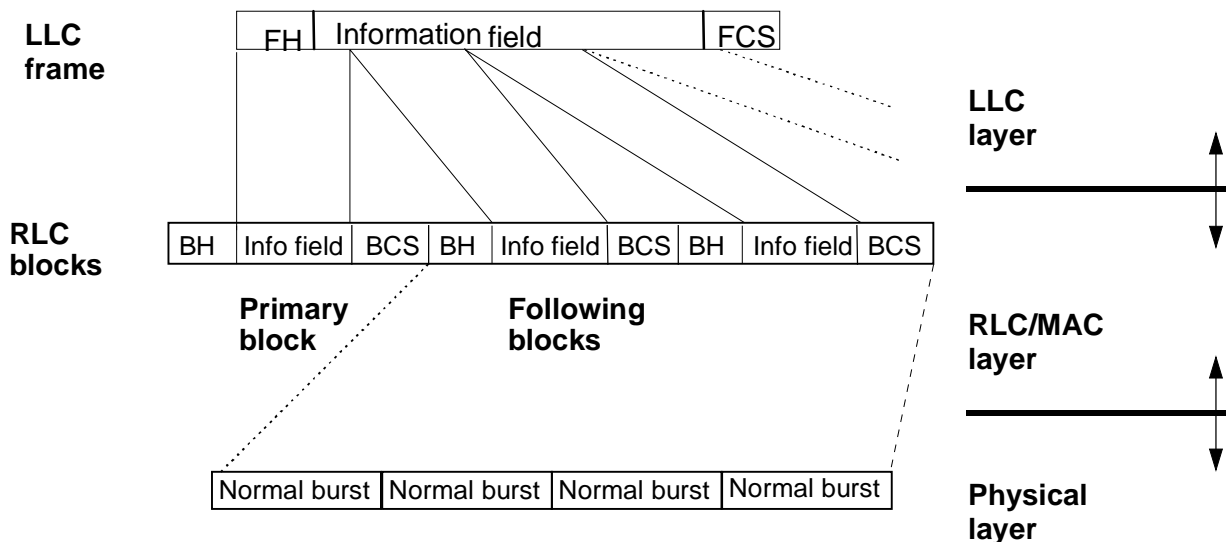 LLC
frame
FH Information field FCS
LLC
layer
RLC
blocks
BH Info field BCS BH Info field BCS BH Info field BCS
Primary
block
Following
blocks
RLC/MAC
layer
Normal burst Normal burst Normal burst Normal burst
Physical
layer